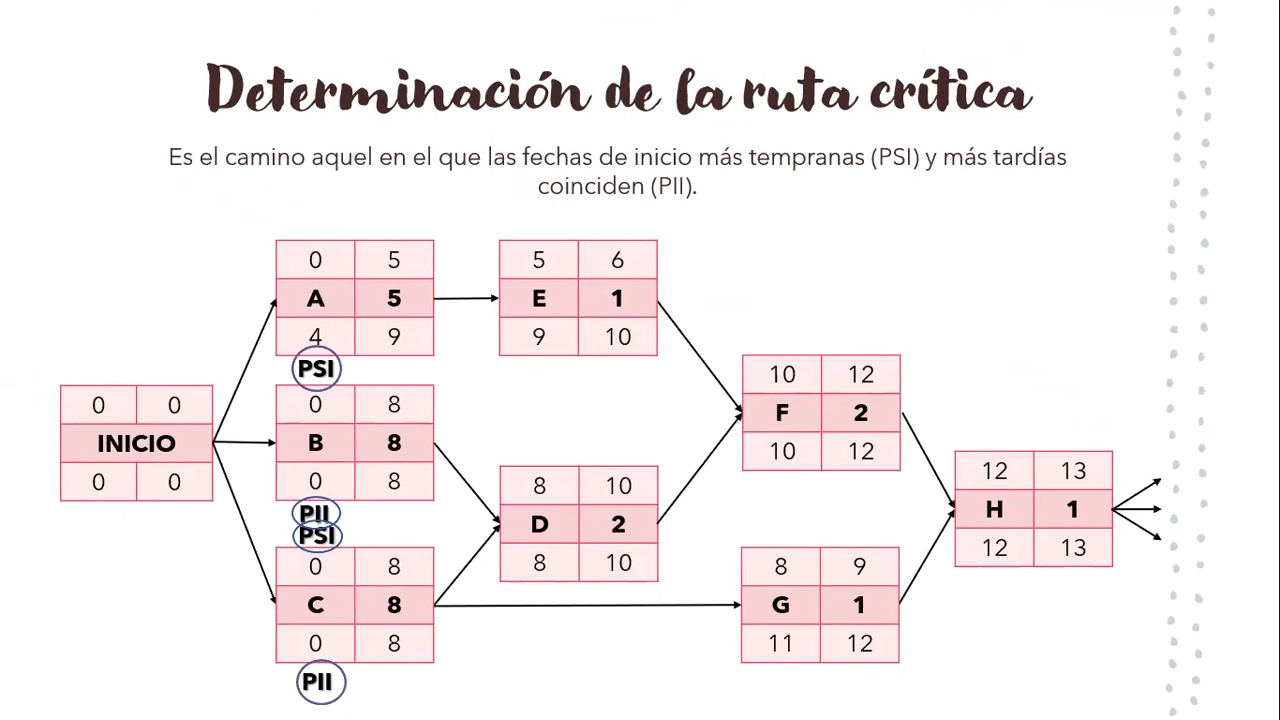 Determinación de la ruta crítica
Es el camino aquel en el que las fechas de inicio más tempranas (PSI) y más tardías
coinciden (PII).
0 0
INICIO
0 0
0 5
A 5
4 9
PSI
0 8
B 8
0 8
PII
PSI
0 8
C 8
0 8
PII
5 6
E 1
9 10
8 10
D 2
8 10
10 12
F 2
10 12
8 9
G 1
11 12
12 13
H 1
12 13